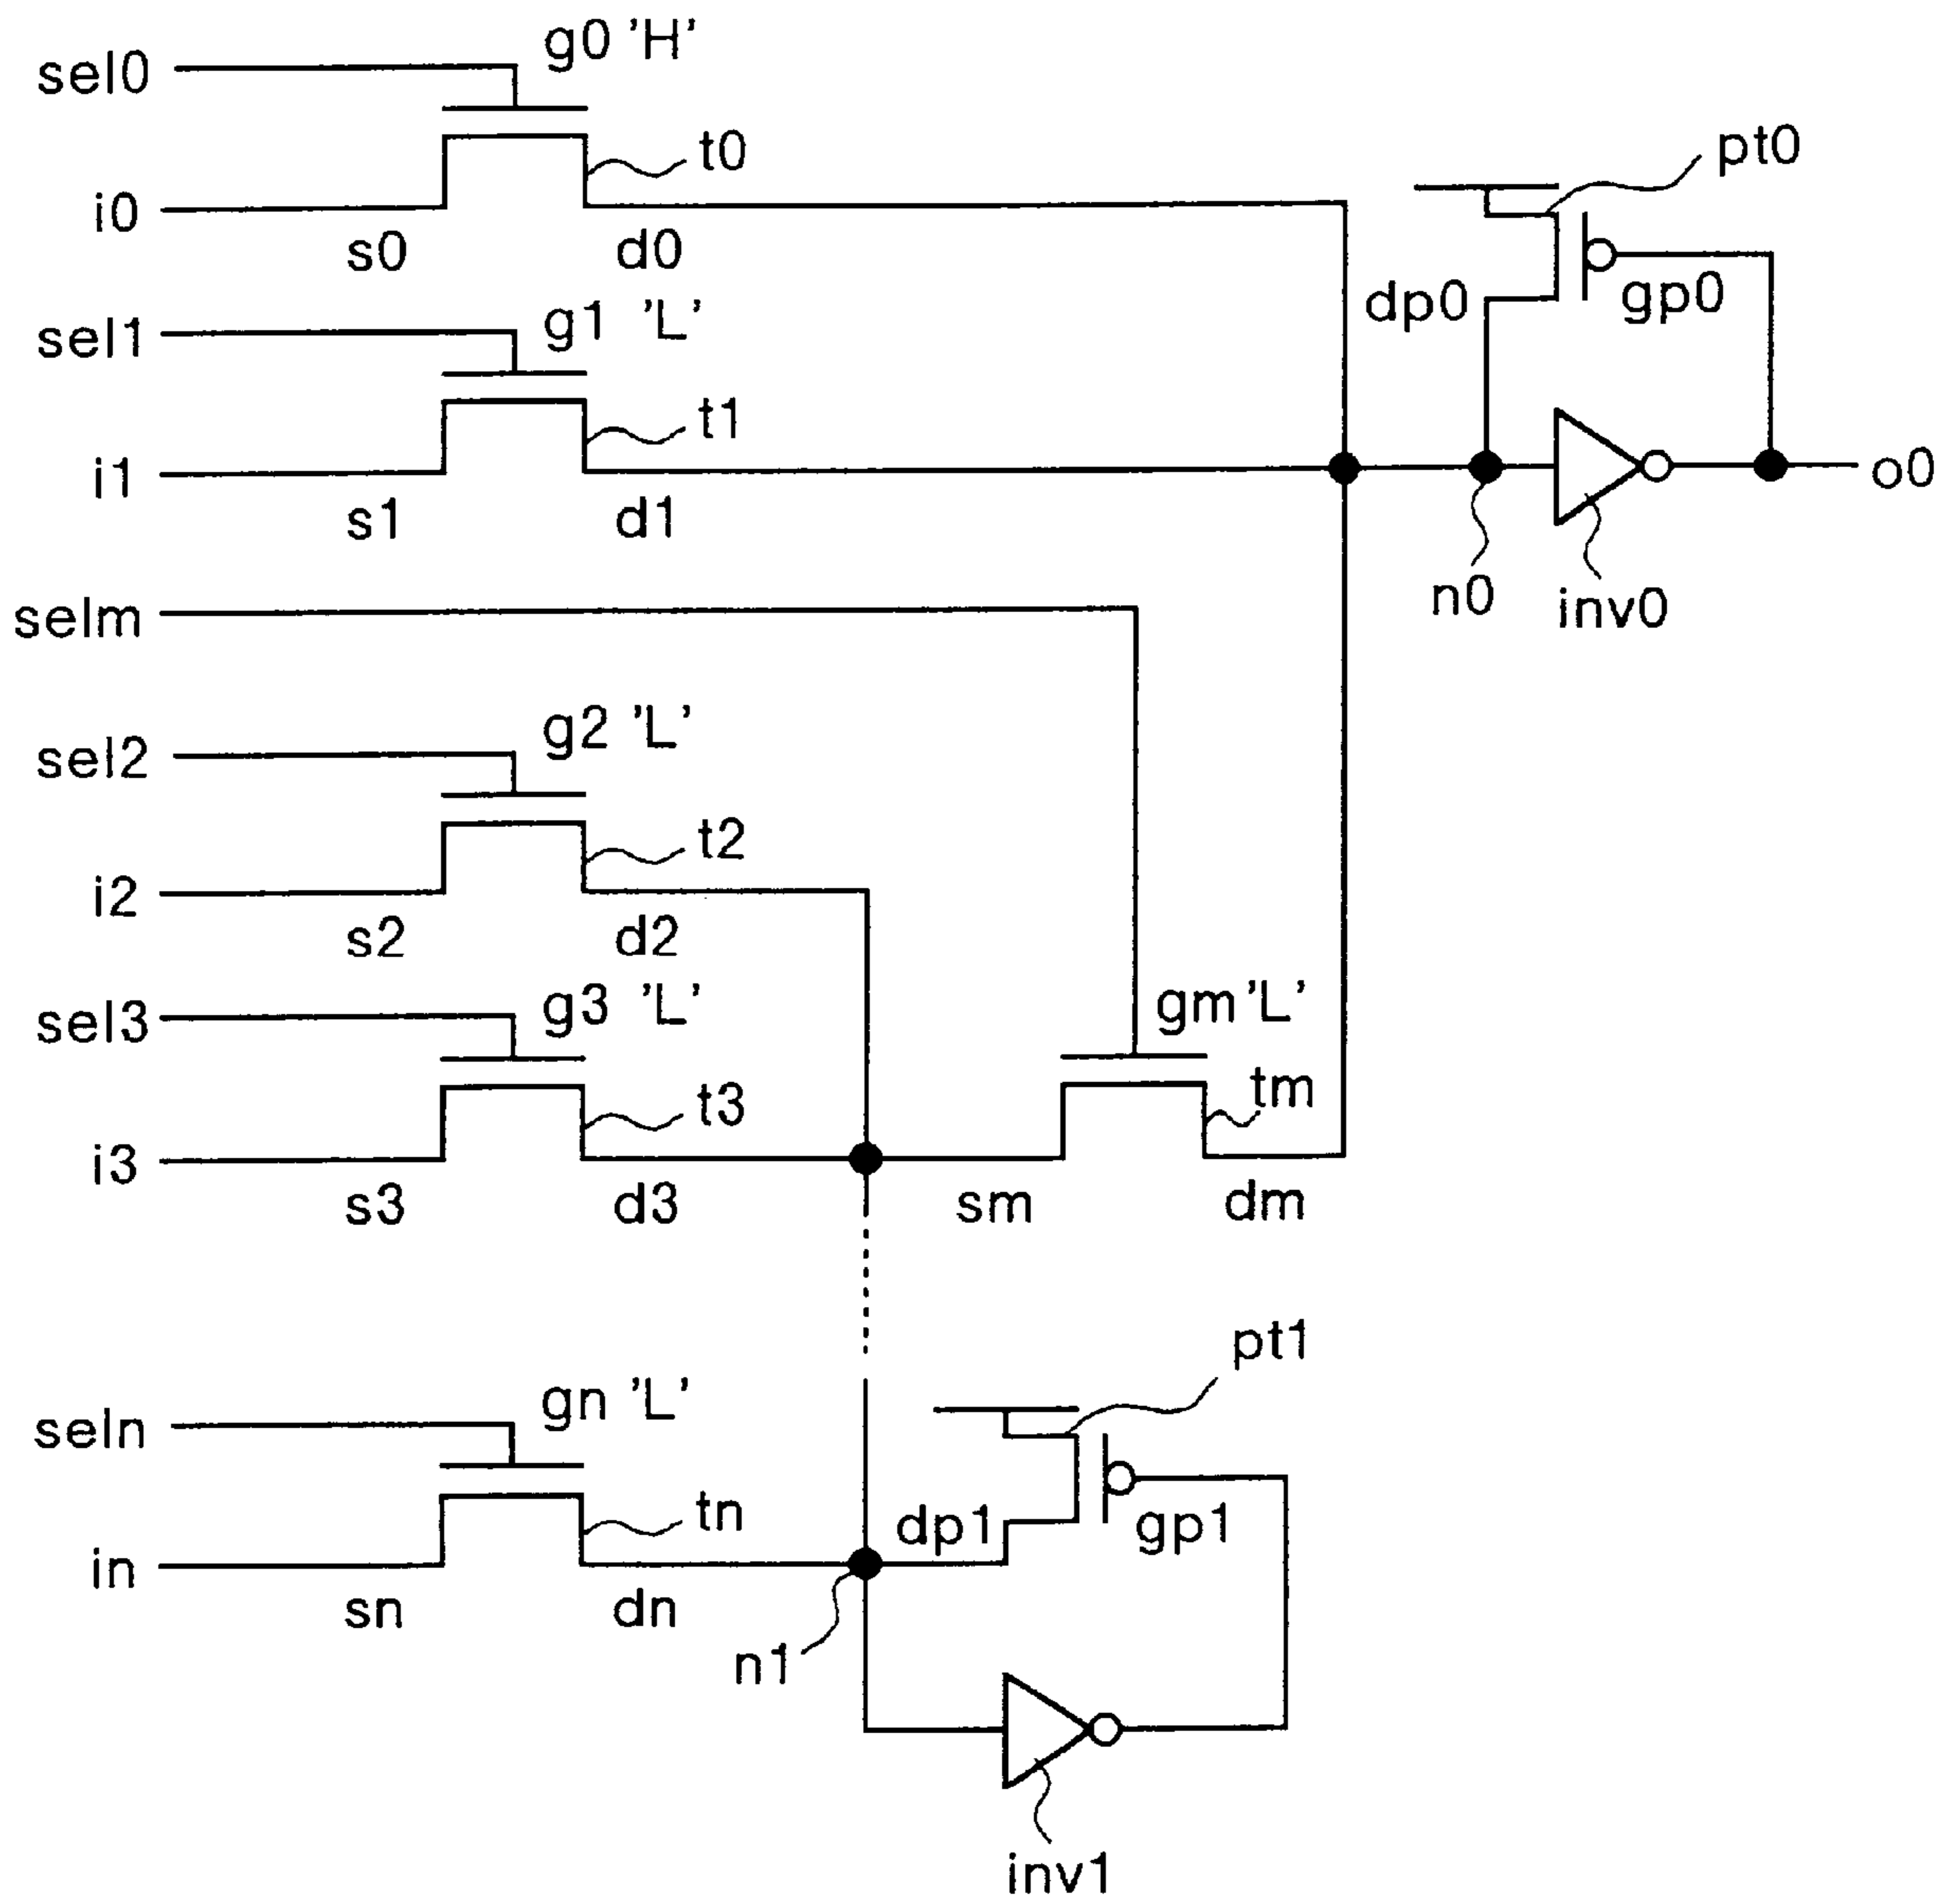 sel0
g0 'H'
t0
pt0
i0
s0
d0
dp0
gp0
sel1
g1 'L'
t1
i1
s1
d1
o0
n0
inv0
selm
sel2
g2 'L'
t2
i2
s2
d2
sel3
g3 'L'
gm 'L'
t3
tm
i3
s3
d3
sm
dm
pt1
seln
gn 'L'
tn
dp1
gp1
in
sn
dn
n1
inv1